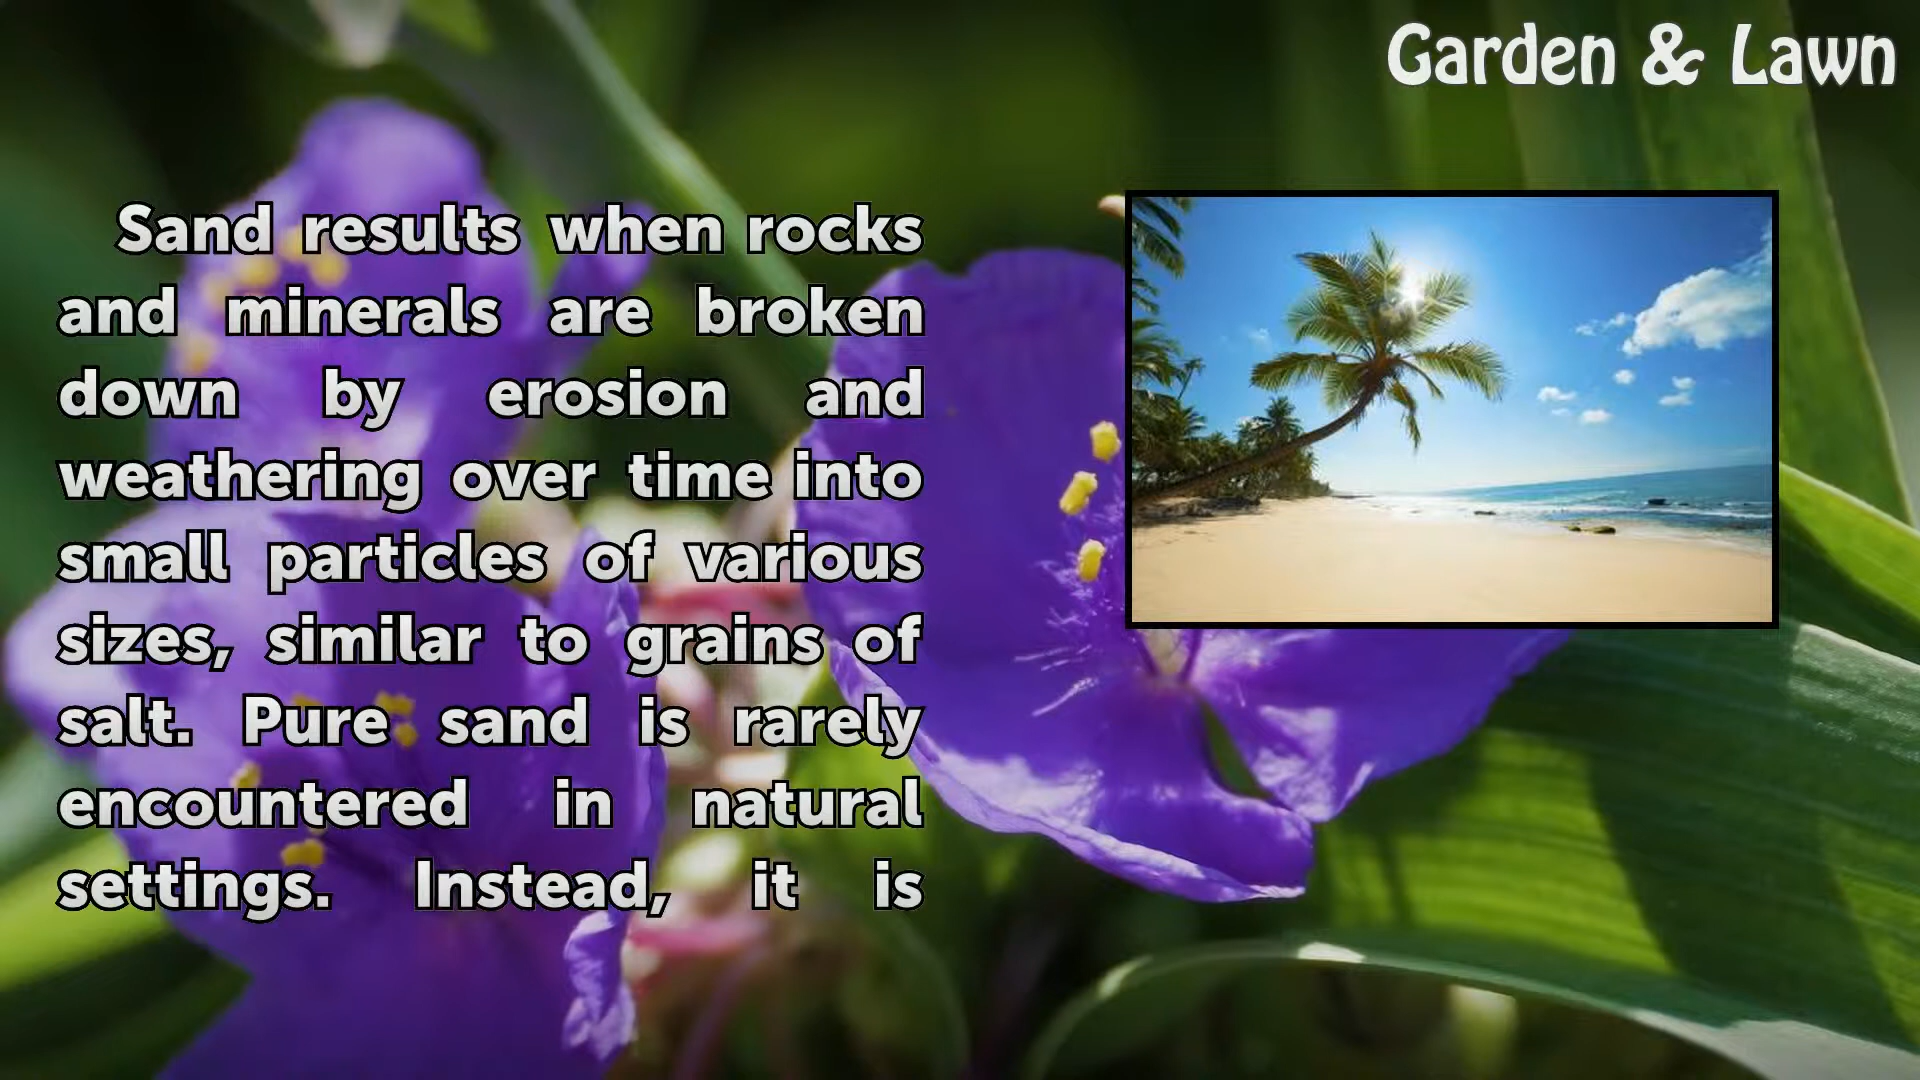 Garden & Lawn
Sand results when rocks
and minerals are broken
down by erosion and
weathering over time into
small particles of various
sizes, similar to grains of
salt. Pure sand is rarely
encountered in natural
settings. Instead, it is